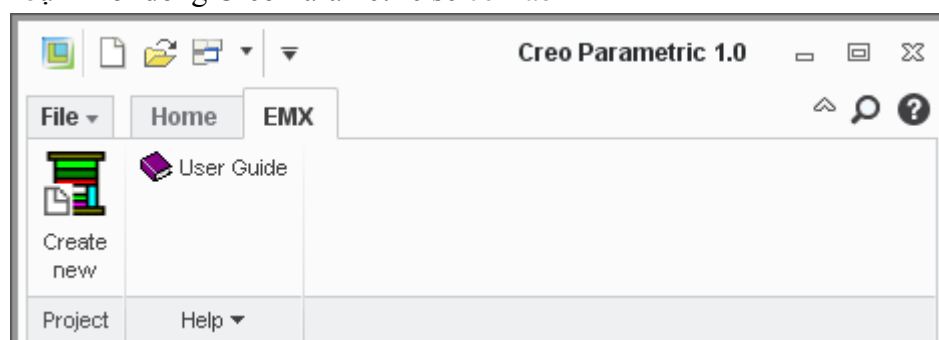 Creo Parametric 1.0
File Home EMX
User Guide
Create
new
Project Help